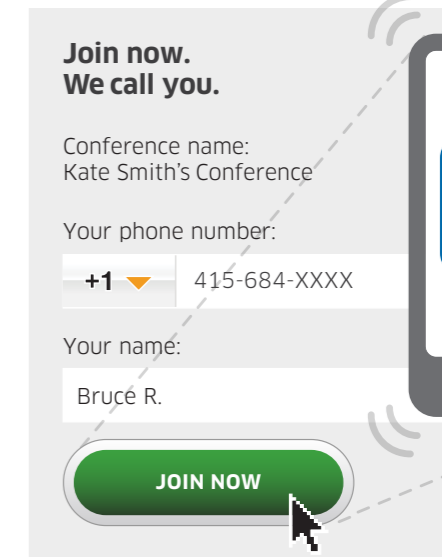 Join now.
We call you.
Conference name:
Kate Smith's Conference
Your phone number:
+1 415-684-XXXX
Your name:
Bruce R.
JOIN NOW